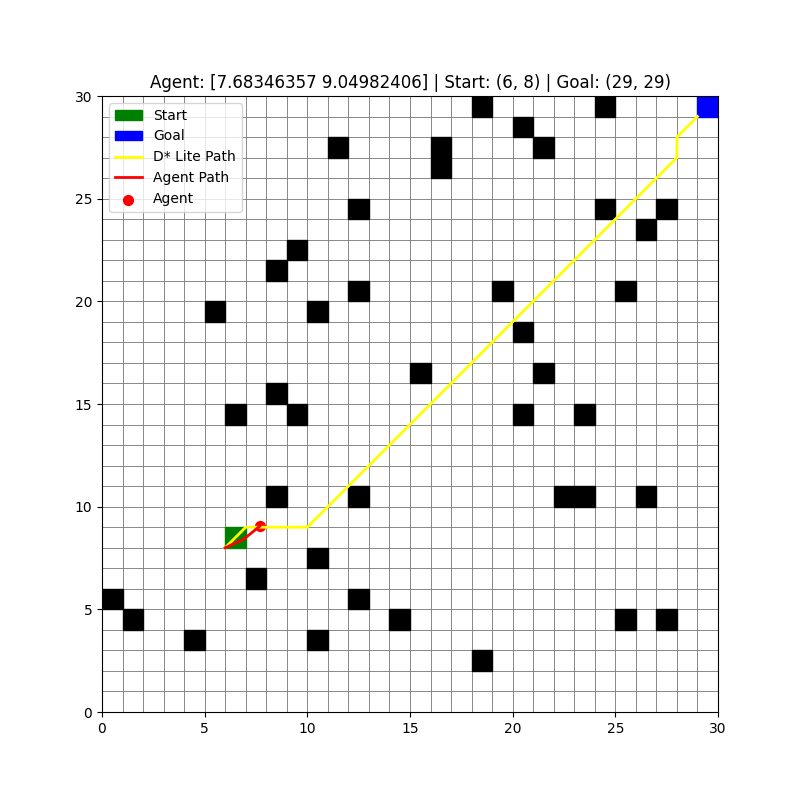 Agent: [7.68346357 9.04982406] | Start: (6, 8) | Goal: (29, 29)
Start
Goal
D* Lite Path
Agent Path
Agent
30
25
20
15
10
5
0
0 5 10 15 20 25 30